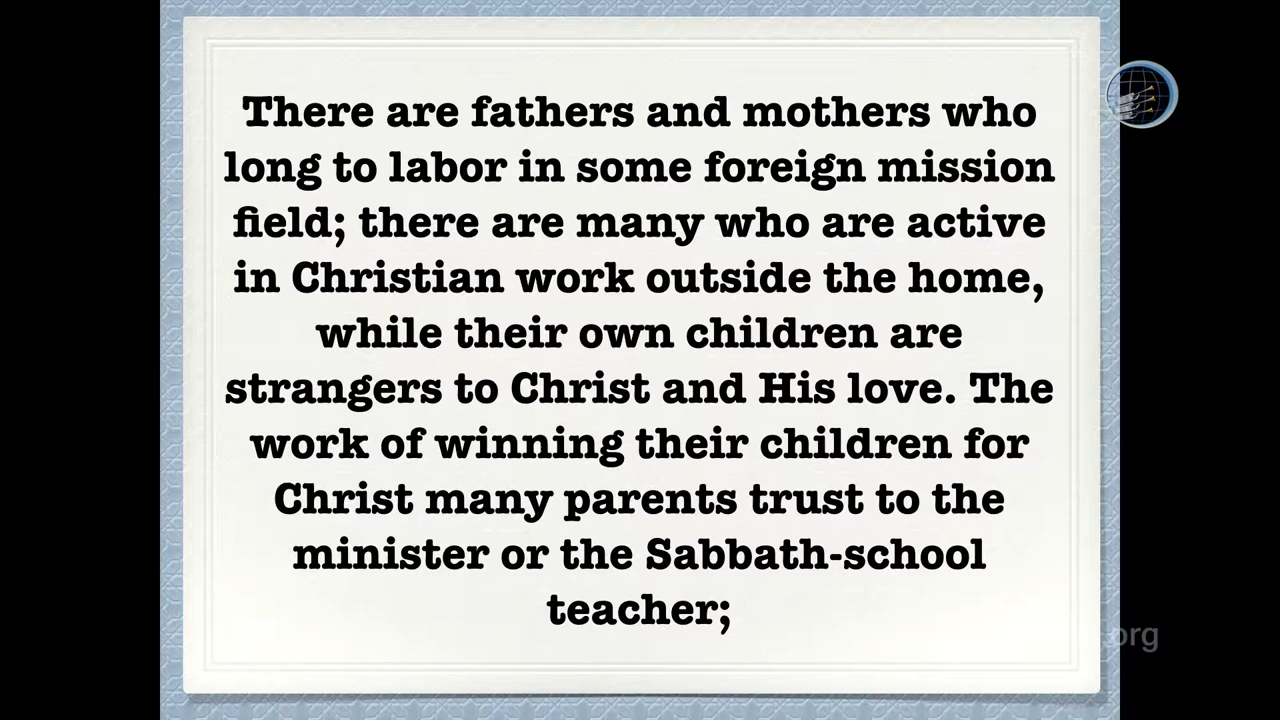 There are fathers and mothers who
long to labor in some foreign mission
field; there are many who are active
in Christian work outside the home,
while their own children are
strangers to Christ and His love. The
work of winning their children for
Christ many parents trust to the
minister or the Sabbath-school
teacher;
.org